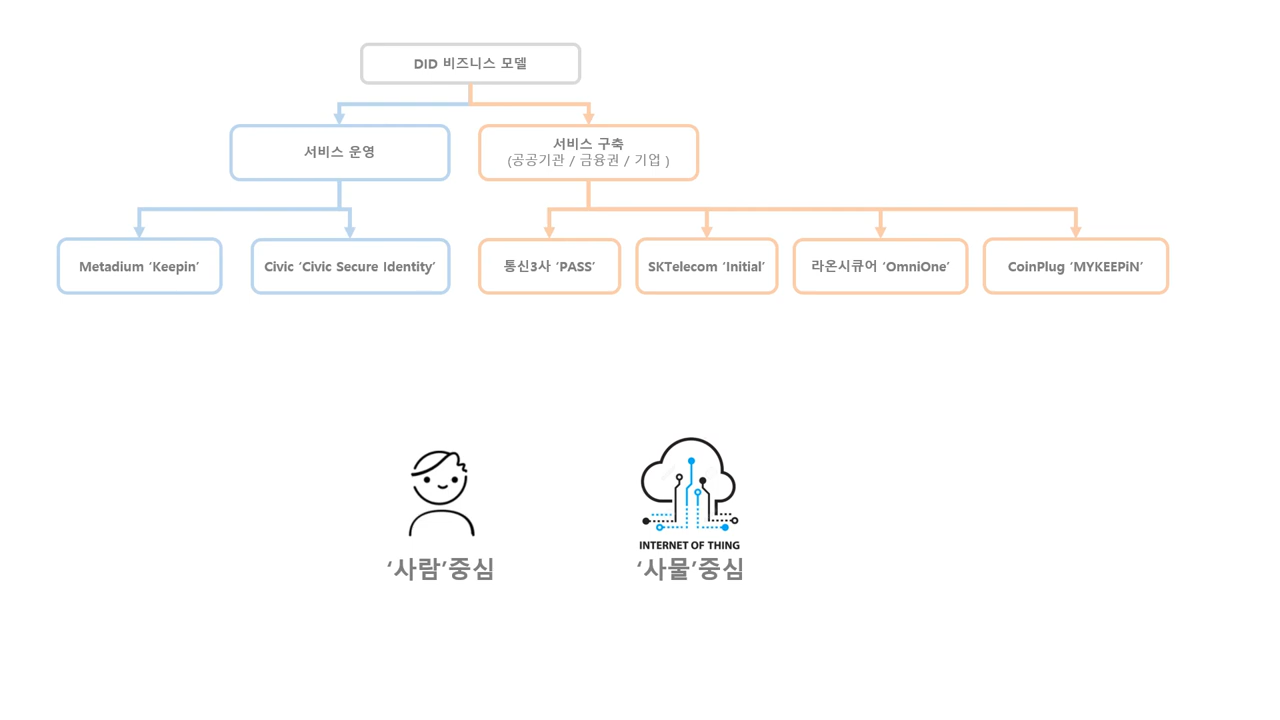 DID 비즈니스 모델
서비스 운영
서비스 구축
(공공기관 / 금융권 / 기업 )
Metadium ‘Keepin’
Civic ‘Civic Secure Identity’
통신3사 ‘PASS’
SKTelecom ‘Initial’
라온시큐어 ‘OmniOne’
CoinPlug ‘MYKEEPiN’
INTERNET OF THING
‘사람’중심
‘사물’중심